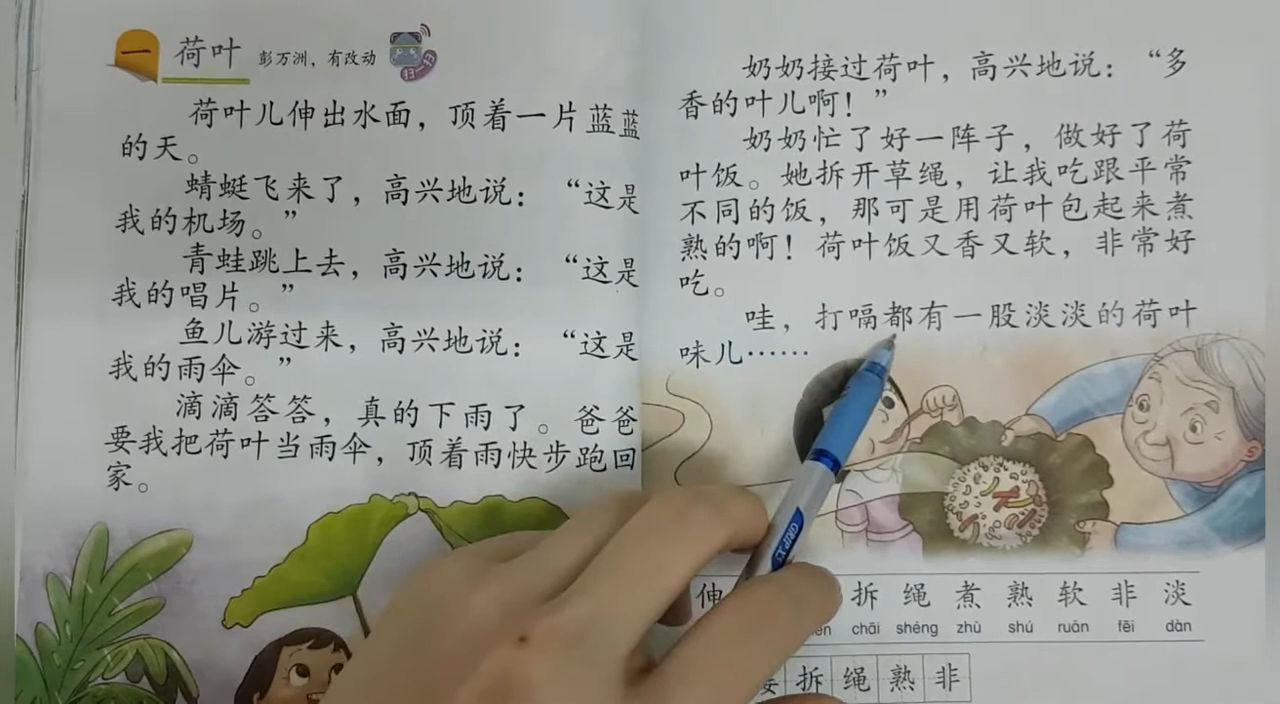 一 荷叶 彭万洲，有改动
扫一扫
荷叶儿伸出水面，顶着一片蓝蓝
的天。
蜻蜓飞来了，高兴地说：“这是
我的机场。”
青蛙跳上去，高兴地说：“这是
我的唱片。”
鱼儿游过来，高兴地说：“这是
我的雨伞。”
滴滴答答，真的下雨了。爸爸
要我把荷叶当雨伞，顶着雨快步跑回
家。
奶奶接过荷叶，高兴地说：“多
香的叶儿啊！”
奶奶忙了好一阵子，做好了荷
叶饭。她拆开草绳，让我吃跟平常
不同的饭，那可是用荷叶包起来煮
熟的啊！荷叶饭又香又软，非常好
吃。
哇，打嗝都有一股淡淡的荷叶
味儿……
伸 拆 绳 煮 熟 软 非 淡
chāi shéng zhǔ shú ruǎn fēi dàn
接 拆 绳 熟 非